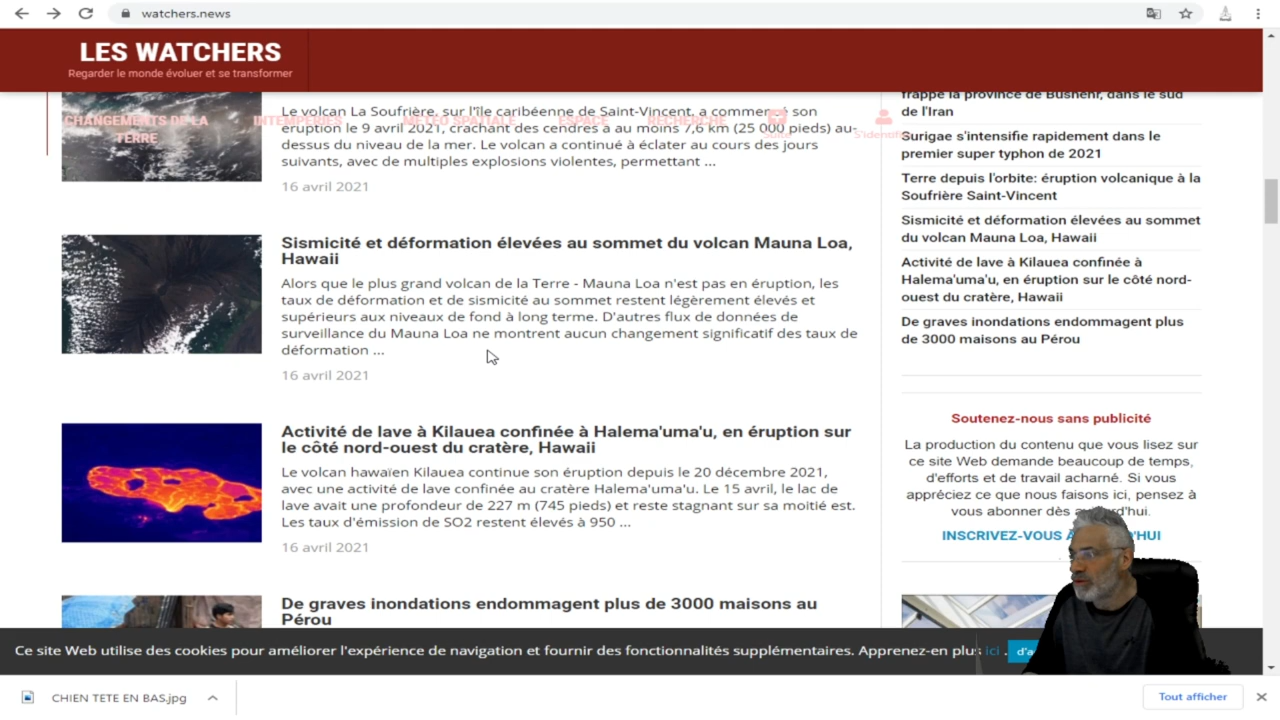 watchers.news
LES WATCHERS
Regarder le monde évoluer et se transformer
CHANGEMENTS DE LA
TERRE
INTEMPÉRIES
MÉTÉO SPATIALE
ESPACE
RECHERCHE
Suite
S'identifier
Le volcan La Soufrière, sur l'île caribéenne de Saint-Vincent, a commencé son
éruption le 9 avril 2021, crachant des cendres à au moins 7,6 km (25 000 pieds) au-
dessus du niveau de la mer. Le volcan a continué à éclater au cours des jours
suivants, avec de multiples explosions violentes, permettant ...
16 avril 2021
Sismicité et déformation élevées au sommet du volcan Mauna Loa,
Hawaii
Alors que le plus grand volcan de la Terre - Mauna Loa n'est pas en éruption, les
taux de déformation et de sismicité au sommet restent légèrement élevés et
supérieurs aux niveaux de fond à long terme. D'autres flux de données de
surveillance du Mauna Loa ne montrent aucun changement significatif des taux de
déformation ...
16 avril 2021
Activité de lave à Kilauea confinée à Halema'uma'u, en éruption sur
le côté nord-ouest du cratère, Hawaii
Le volcan hawaïen Kilauea continue son éruption depuis le 20 décembre 2021,
avec une activité de lave confinée au cratère Halema'uma'u. Le 15 avril, le lac de
lave avait une profondeur de 227 m (745 pieds) et reste stagnant sur sa moitié est.
Les taux d'émission de SO2 restent élevés à 950 ...
16 avril 2021
De graves inondations endommagent plus de 3000 maisons au
Pérou
frappe la province de Bushehr, dans le sud
de l'Iran
Surigae s'intensifie rapidement dans le
premier super typhon de 2021
Terre depuis l'orbite: éruption volcanique à la
Soufrière Saint-Vincent
Sismicité et déformation élevées au sommet
du volcan Mauna Loa, Hawaii
Activité de lave à Kilauea confinée à
Halema'uma'u, en éruption sur le côté nord-
ouest du cratère, Hawaii
De graves inondations endommagent plus
de 3000 maisons au Pérou
Soutenez-nous sans publicité
La production du contenu que vous lisez sur
ce site Web demande beaucoup de temps,
d'efforts et de travail acharné. Si vous
appréciez ce que nous faisons ici, pensez à
vous abonner dès aujourd'hui.
INSCRIVEZ-VOUS
Ce site Web utilise des cookies pour améliorer l'expérience de navigation et fournir des fonctionnalités supplémentaires. Apprenez-en plus ici .
CHIEN TETE EN BAS.jpg
Tout afficher